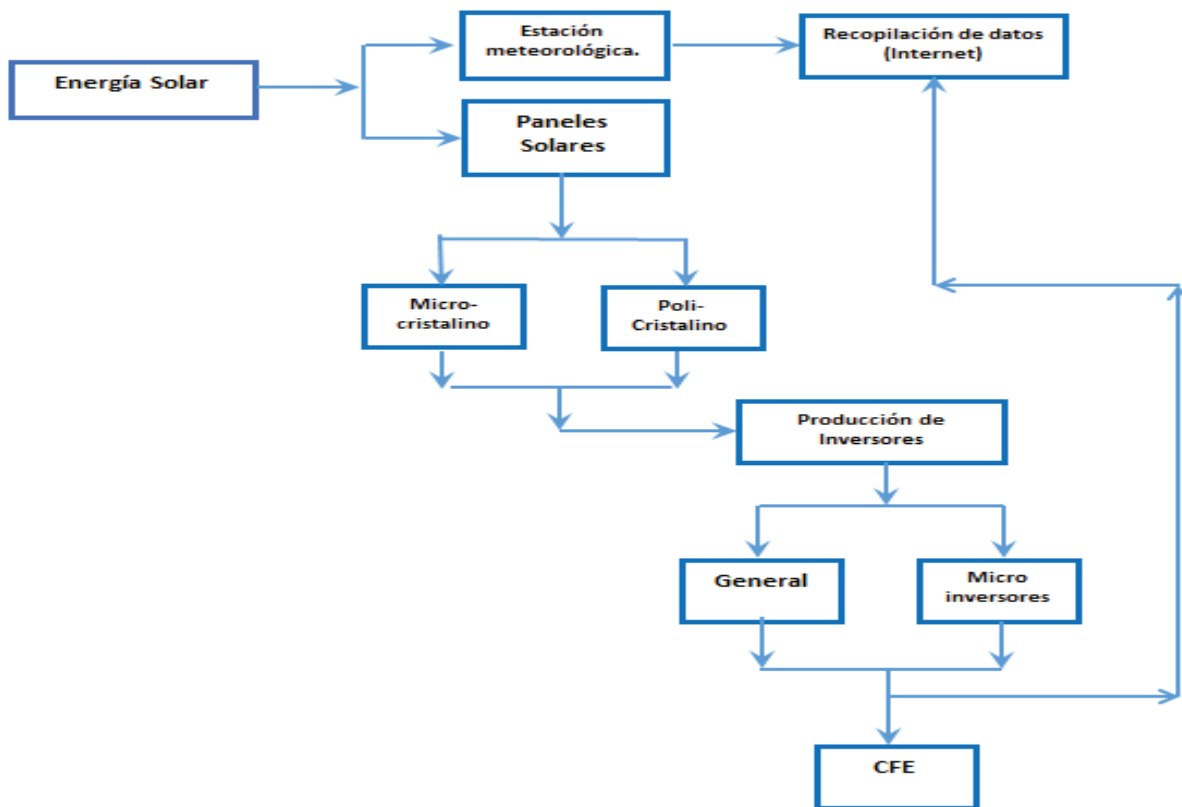 Estación
meteorológica.
Recopilación de datos
(Internet)
Energía Solar
Paneles
Solares
Micro-
cristalino
Poli-
Cristalino
Producción de
Inversores
General
Micro
inversores
CFE